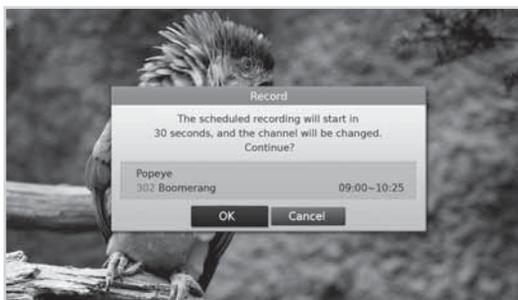 Record
The scheduled recording will start in
30 seconds, and the channel will be changed.
Continue?
Popeye
302 Boomerang 09:00~10:25
OK Cancel